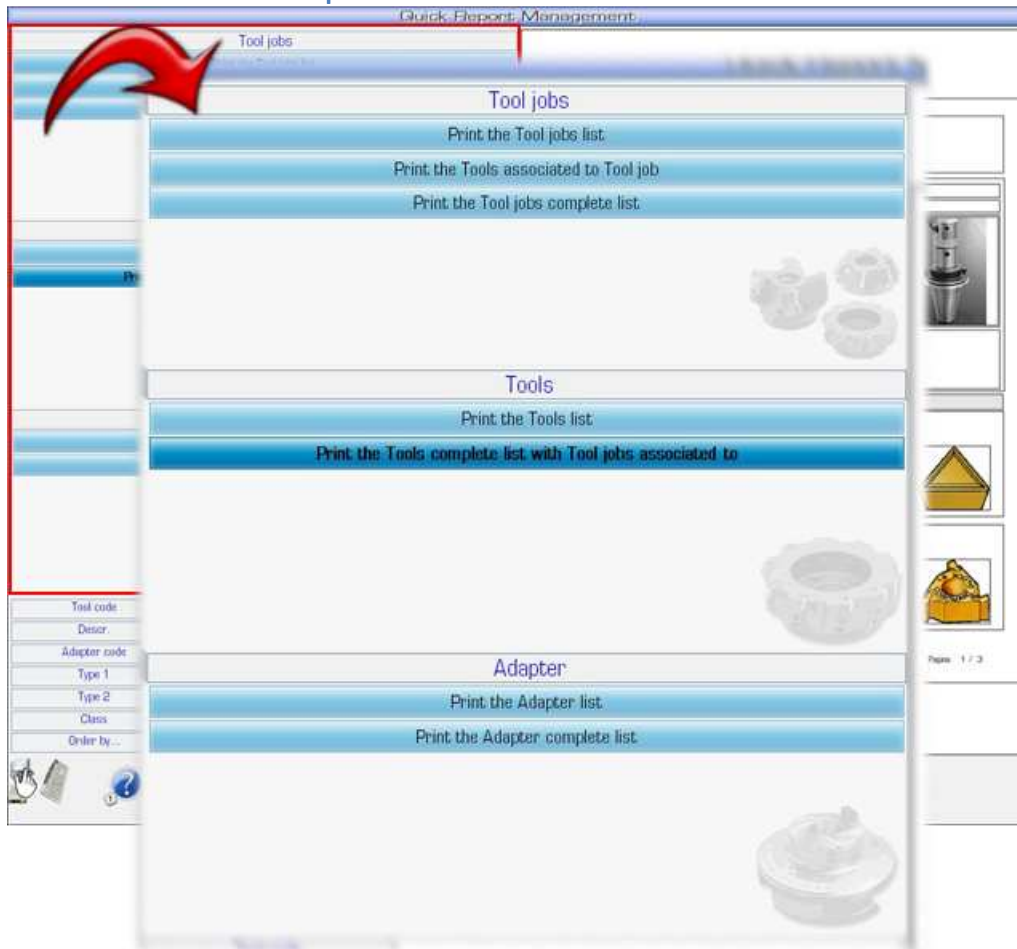 Quick Report Management
Tool jobs
Tool jobs
Print the Tool jobs list
Print the Tools associated to Tool job
Print the Tool jobs complete list
Tools
Print the Tools list
Print the Tools complete list with Tool jobs associated to
Adapter
Print the Adapter list
Print the Adapter complete list
Tool code
Descr.
Adapter code
Type 1
Type 2
Class
Order by...
Pagina 1 / 3
1